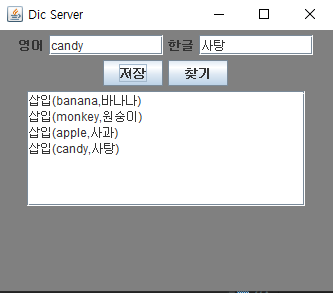 Dic Server
영어 candy 한글 사탕
저장 찾기
삽입(banana,바나나)
삽입(monkey,원숭이)
삽입(apple,사과)
삽입(candy,사탕)